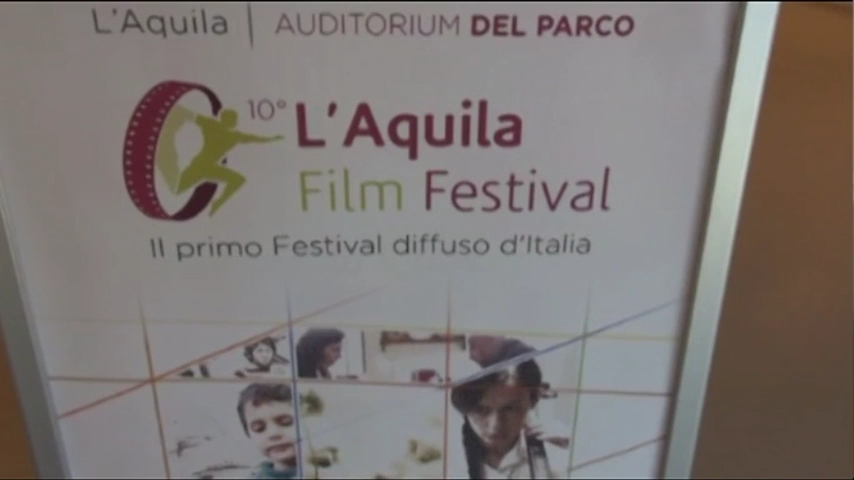 L'Aquila | AUDITORIUM DEL PARCO
10° L'Aquila
Film Festival
Il primo Festival diffuso d'Italia